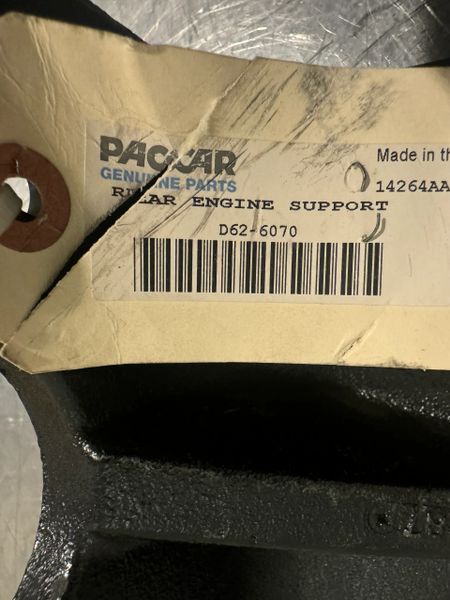 PACCAR
GENUINE PARTS
Made in th
14264AA
REAR ENGINE SUPPORT
D62-6070